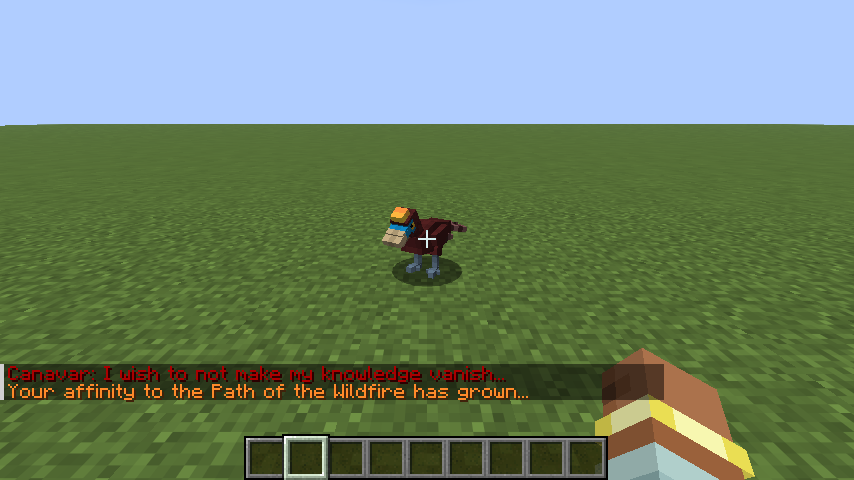 Canavar: I wish to not make my knowledge vanish...
Your affinity to the Path of the Wildfire has grown...